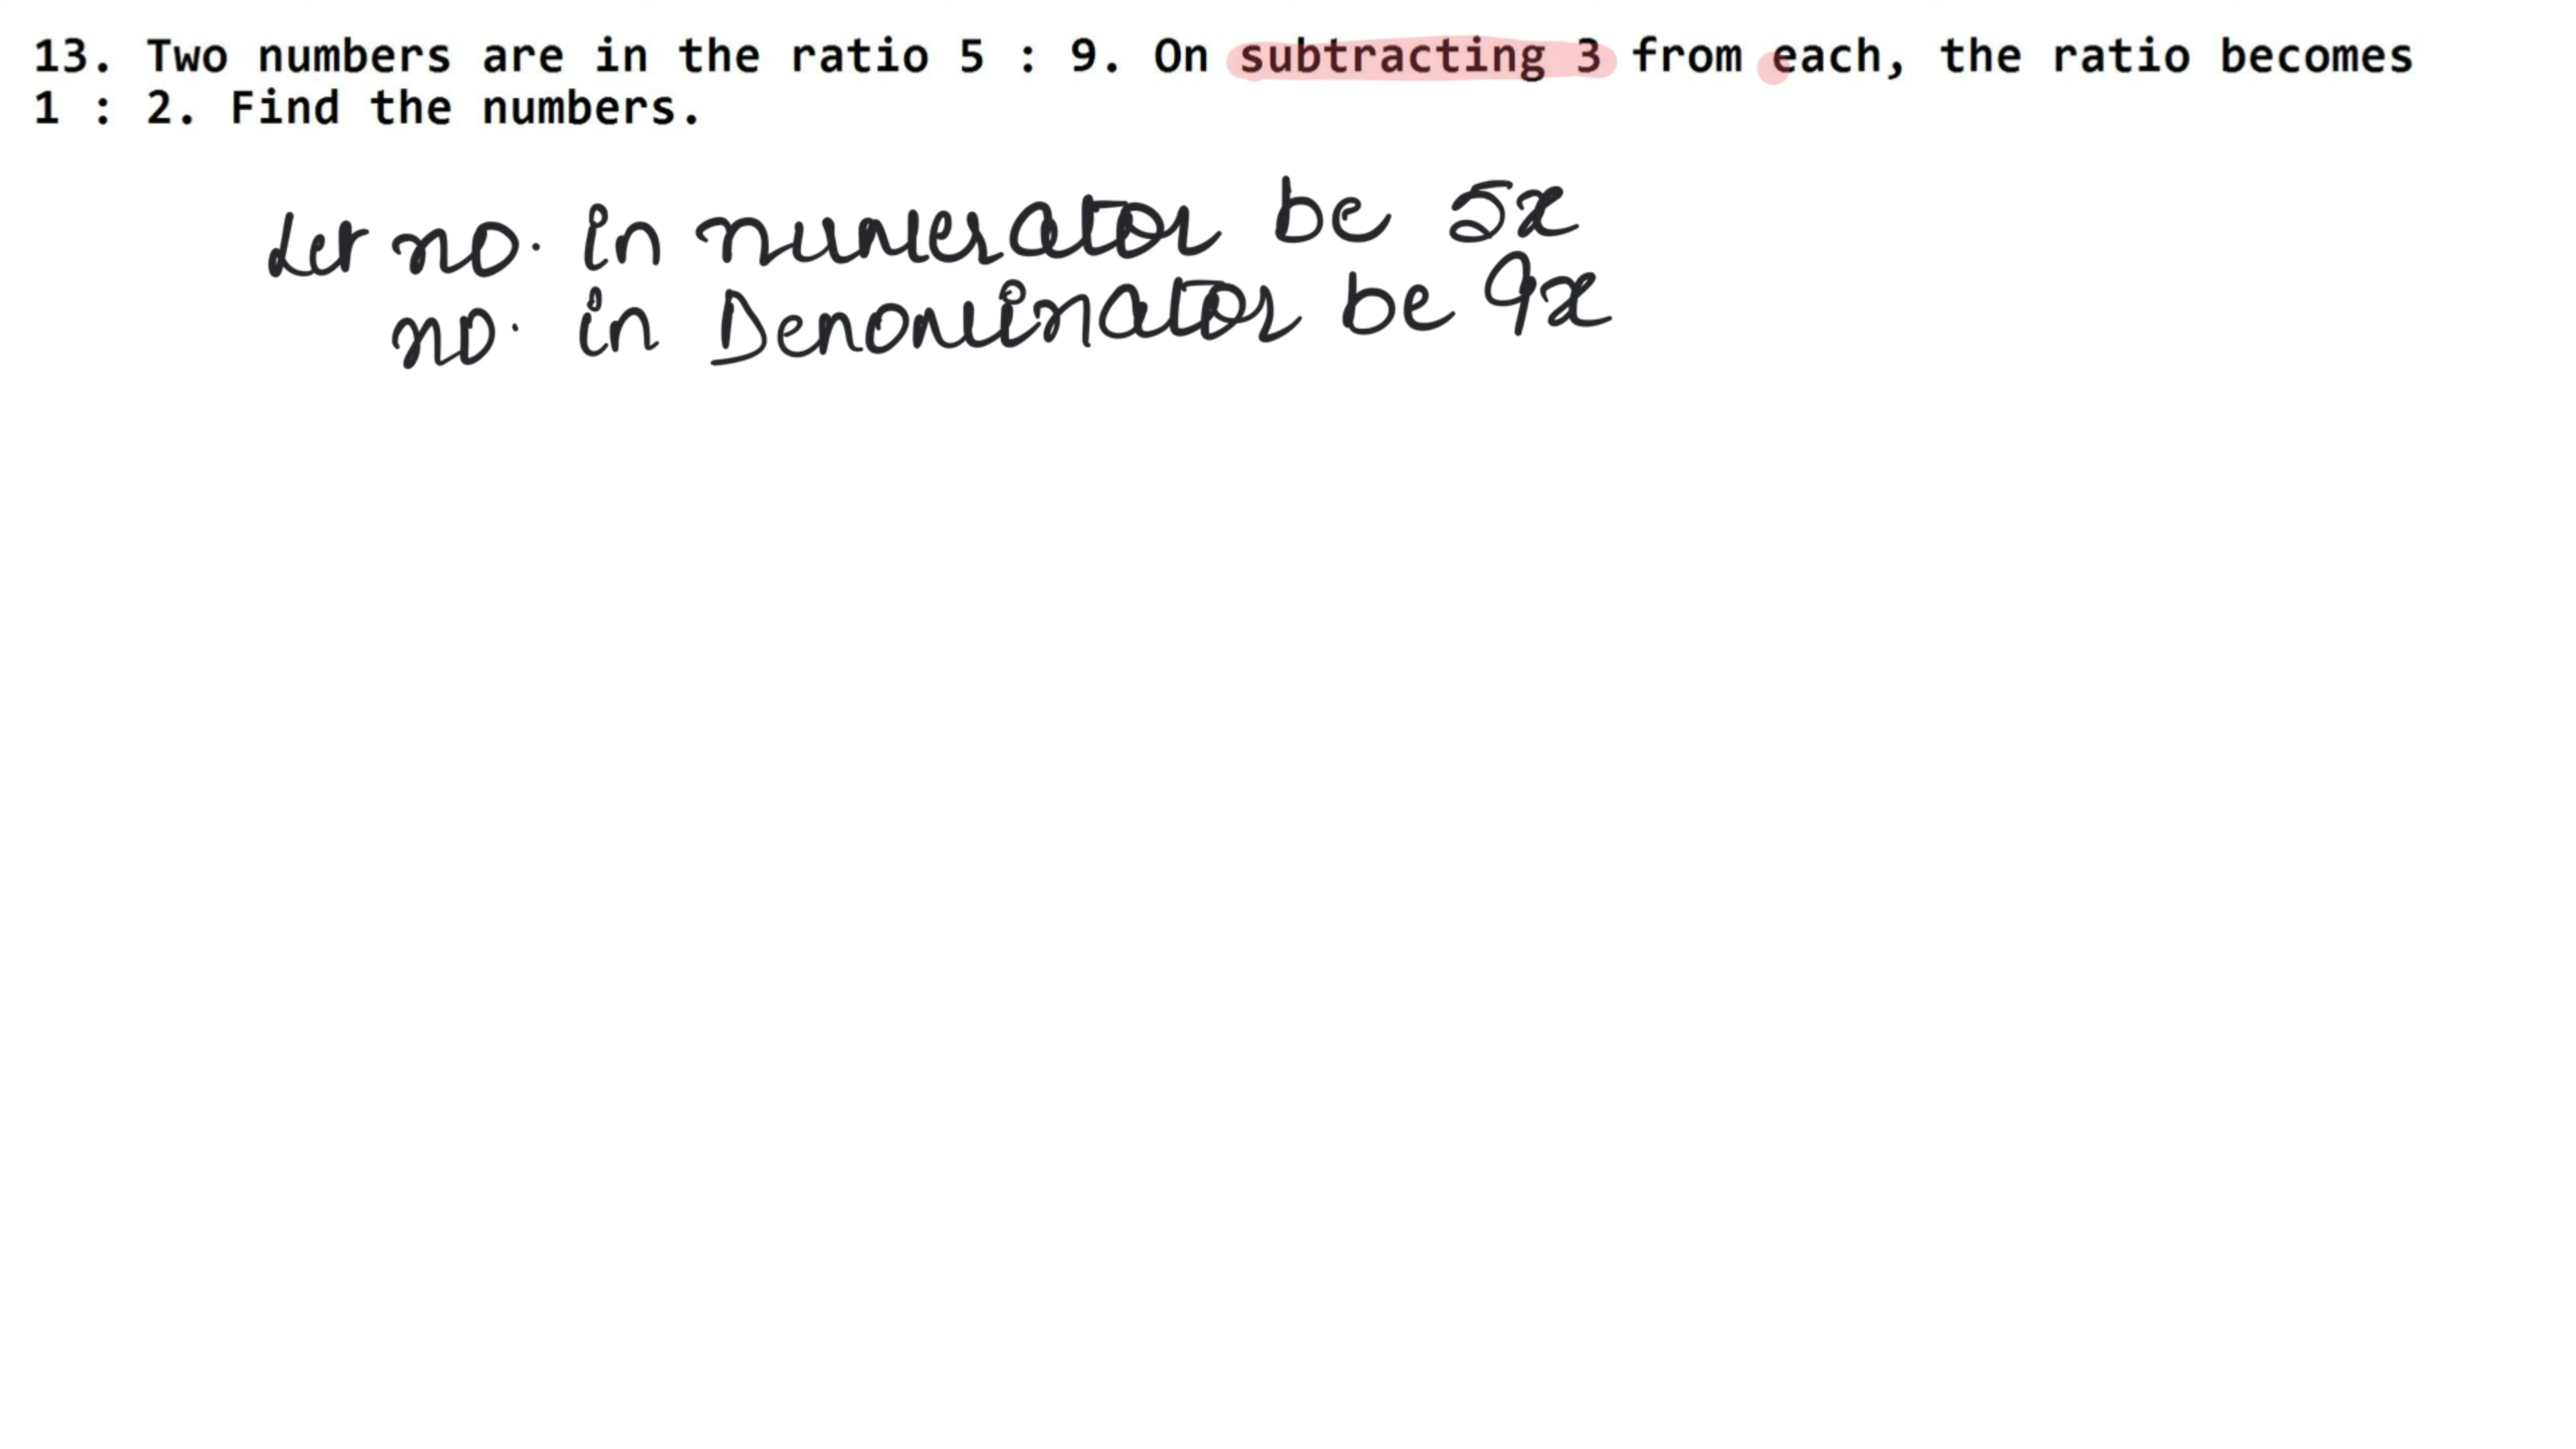 13. Two numbers are in the ratio 5 : 9. On subtracting 3 from each, the ratio becomes
1 : 2. Find the numbers.
Let no. in numerator be 5x
no. in Denominator be 9x